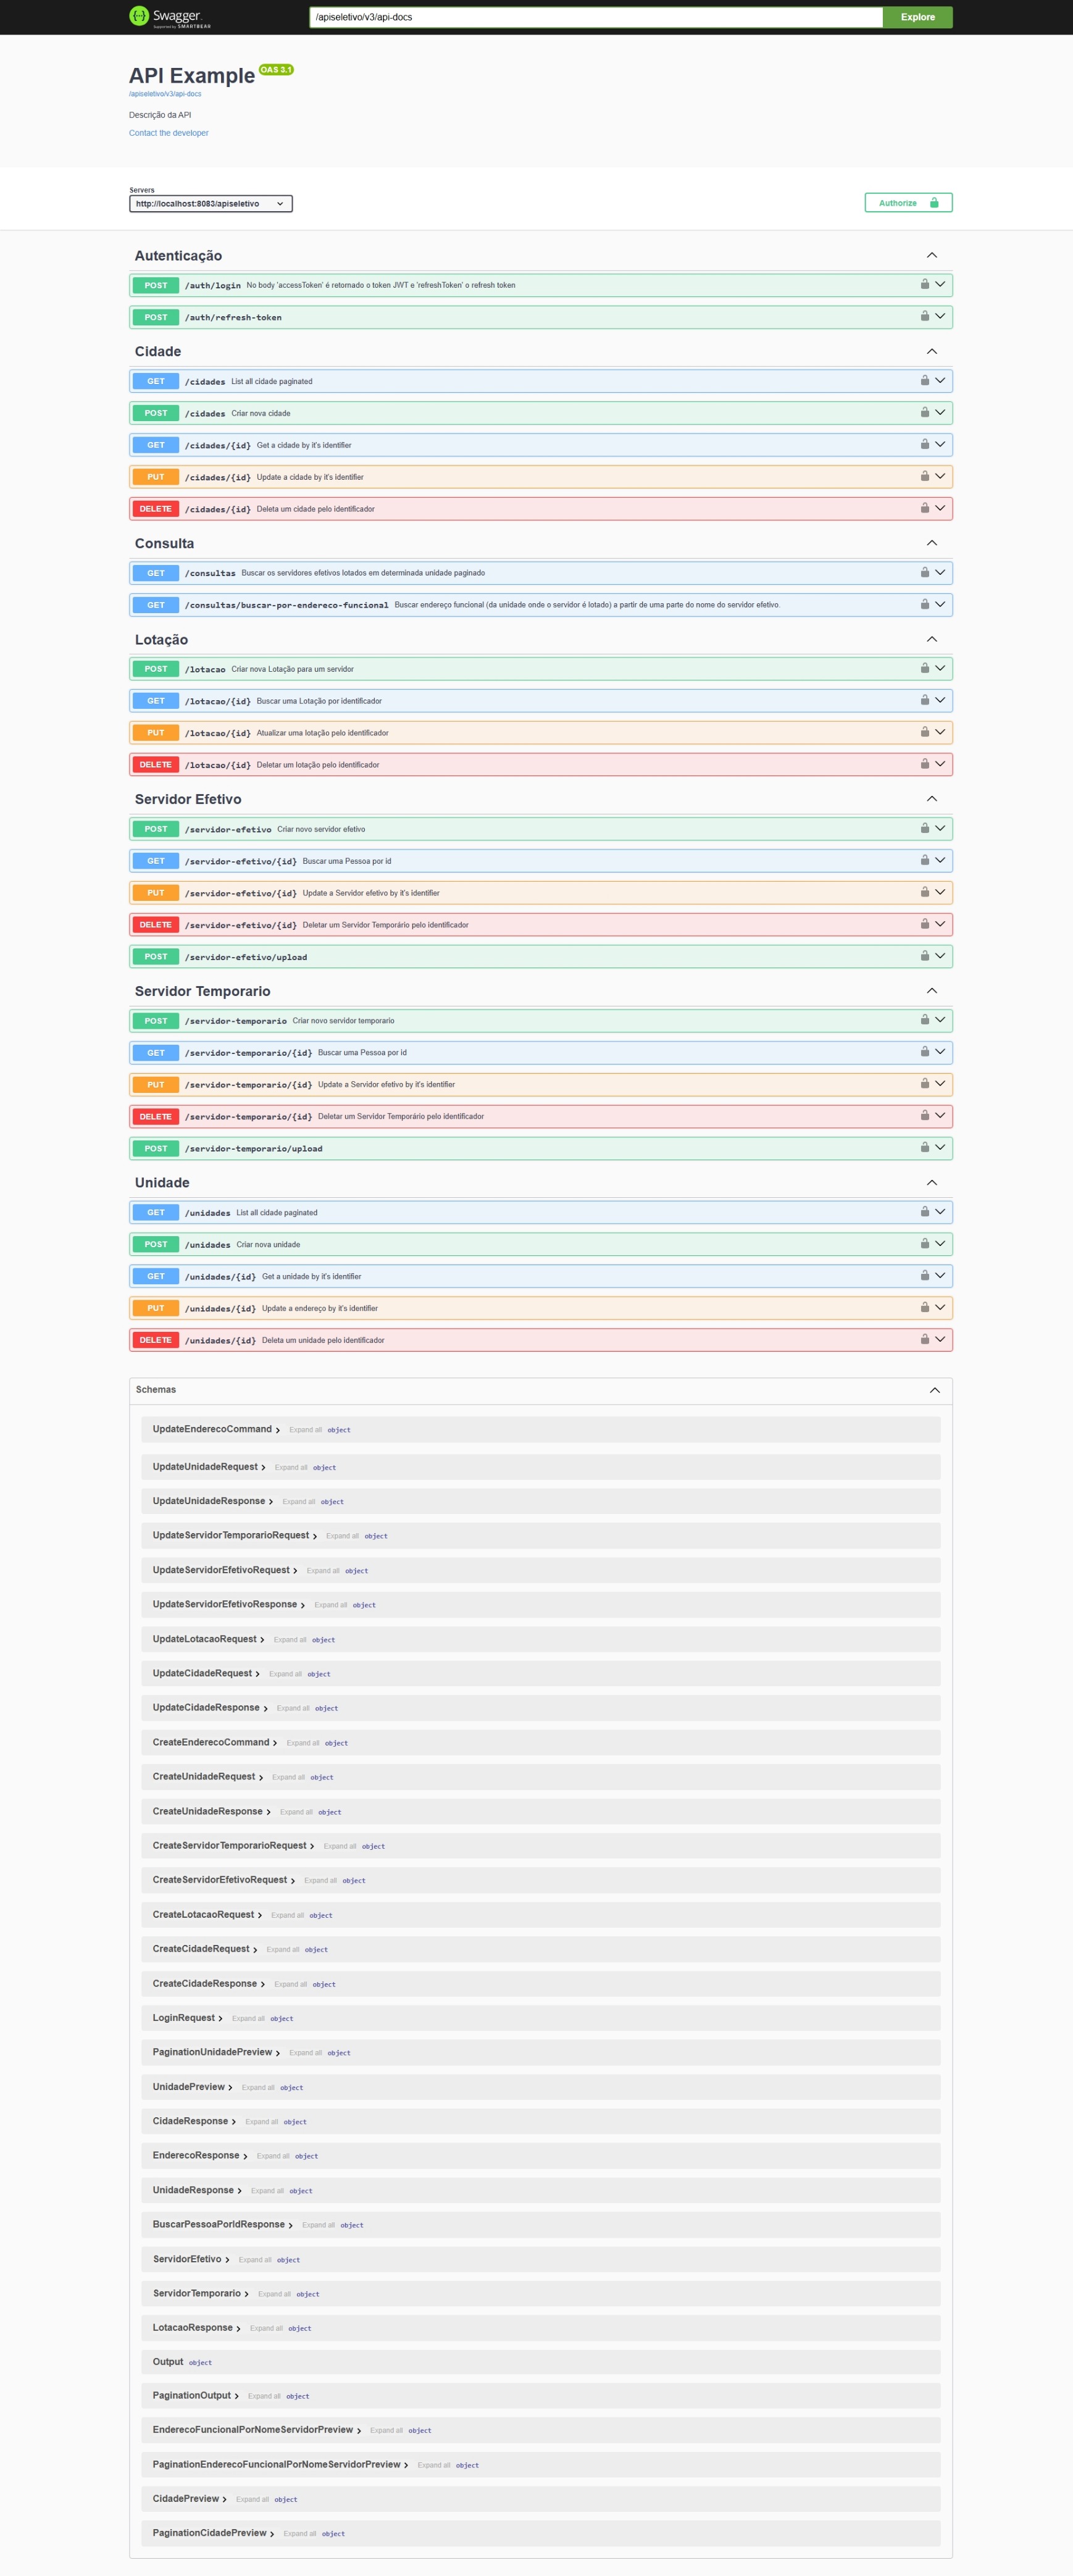 Swagger
Supported by SMARTBEAR
/apiseletivo/v3/api-docs
Explore
API Example OAS 3.1
/apiseletivo/v3/api-docs
Descrição da API
Contact the developer
Servers
http://localhost:8083/apiseletivo
Authorize
Autenticação
POST /auth/login No body 'accessToken' é retornado o token JWT e 'refreshToken' o refresh token
POST /auth/refresh-token
Cidade
GET /cidades List all cidade paginated
POST /cidades Criar nova cidade
GET /cidades/{id} Get a cidade by it's identifier
PUT /cidades/{id} Update a cidade by it's identifier
DELETE /cidades/{id} Deleta um cidade pelo identificador
Consulta
GET /consultas Buscar os servidores efetivos lotados em determinada unidade paginado
GET /consultas/buscar-por-endereco-funcional Buscar endereço funcional (da unidade onde o servidor é lotado) a partir de uma parte do nome do servidor efetivo.
Lotação
POST /lotacao Criar nova Lotação para um servidor
GET /lotacao/{id} Buscar uma Lotação por identificador
PUT /lotacao/{id} Atualizar uma lotação pelo identificador
DELETE /lotacao/{id} Deletar um lotação pelo identificador
Servidor Efetivo
POST /servidor-efetivo Criar novo servidor efetivo
GET /servidor-efetivo/{id} Buscar uma Pessoa por id
PUT /servidor-efetivo/{id} Update a Servidor efetivo by it's identifier
DELETE /servidor-efetivo/{id} Deletar um Servidor Temporário pelo identificador
POST /servidor-efetivo/upload
Servidor Temporario
POST /servidor-temporario Criar novo servidor temporario
GET /servidor-temporario/{id} Buscar uma Pessoa por id
PUT /servidor-temporario/{id} Update a Servidor efetivo by it's identifier
DELETE /servidor-temporario/{id} Deletar um Servidor Temporário pelo identificador
POST /servidor-temporario/upload
Unidade
GET /unidades List all cidade paginated
POST /unidades Criar nova unidade
GET /unidades/{id} Get a unidade by it's identifier
PUT /unidades/{id} Update a endereço by it's identifier
DELETE /unidades/{id} Deleta um unidade pelo identificador
Schemas
UpdateEnderecoCommand Expand all object
UpdateUnidadeRequest Expand all object
UpdateUnidadeResponse Expand all object
UpdateServidorTemporarioRequest Expand all object
UpdateServidorEfetivoRequest Expand all object
UpdateServidorEfetivoResponse Expand all object
UpdateLotacaoRequest Expand all object
UpdateCidadeRequest Expand all object
UpdateCidadeResponse Expand all object
CreateEnderecoCommand Expand all object
CreateUnidadeRequest Expand all object
CreateUnidadeResponse Expand all object
CreateServidorTemporarioRequest Expand all object
CreateServidorEfetivoRequest Expand all object
CreateLotacaoRequest Expand all object
CreateCidadeRequest Expand all object
CreateCidadeResponse Expand all object
LoginRequest Expand all object
PaginationUnidadePreview Expand all object
UnidadePreview Expand all object
CidadeResponse Expand all object
EnderecoResponse Expand all object
UnidadeResponse Expand all object
BuscarPessoaPorIdResponse Expand all object
ServidorEfetivo Expand all object
ServidorTemporario Expand all object
LotacaoResponse Expand all object
Output object
PaginationOutput Expand all object
EnderecoFuncionalPorNomeServidorPreview Expand all object
PaginationEnderecoFuncionalPorNomeServidorPreview Expand all object
CidadePreview Expand all object
PaginationCidadePreview Expand all object